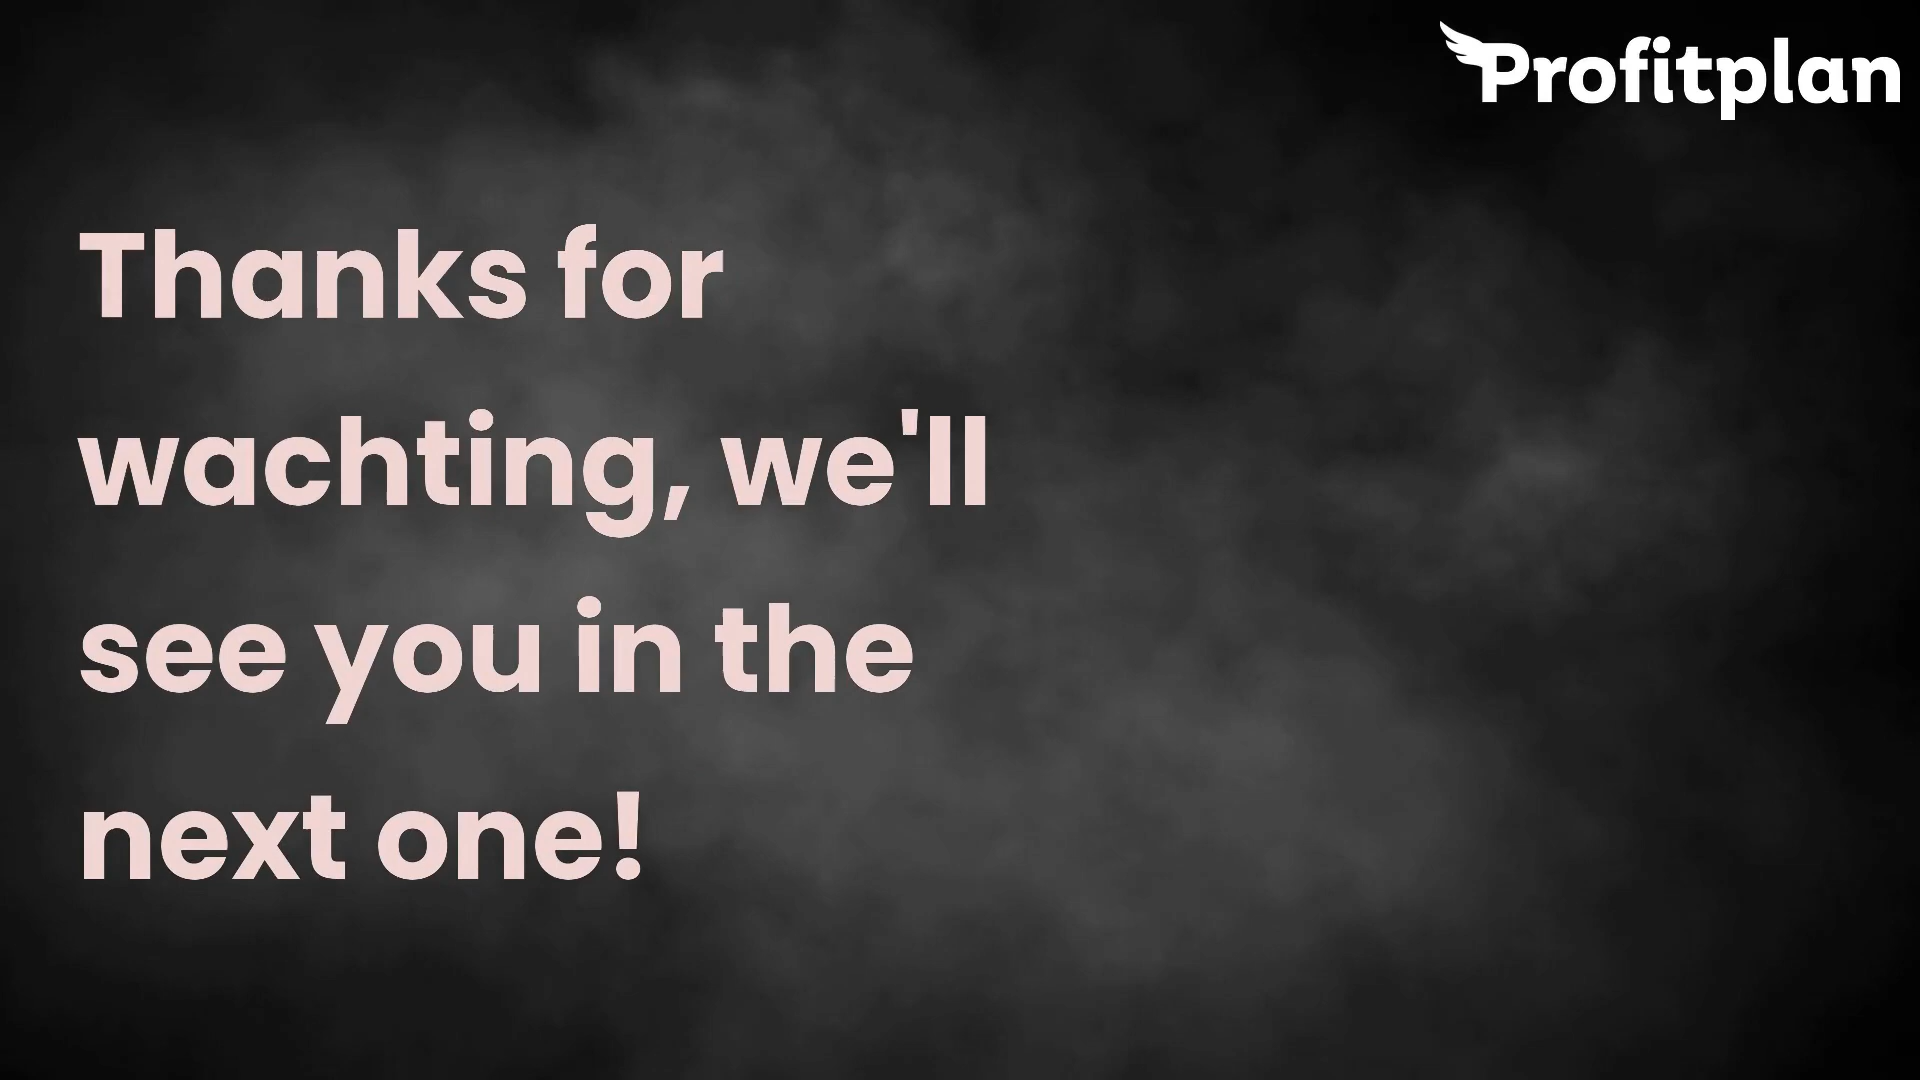 Profitplan
Thanks for
wachting, we'll
see you in the
next one!